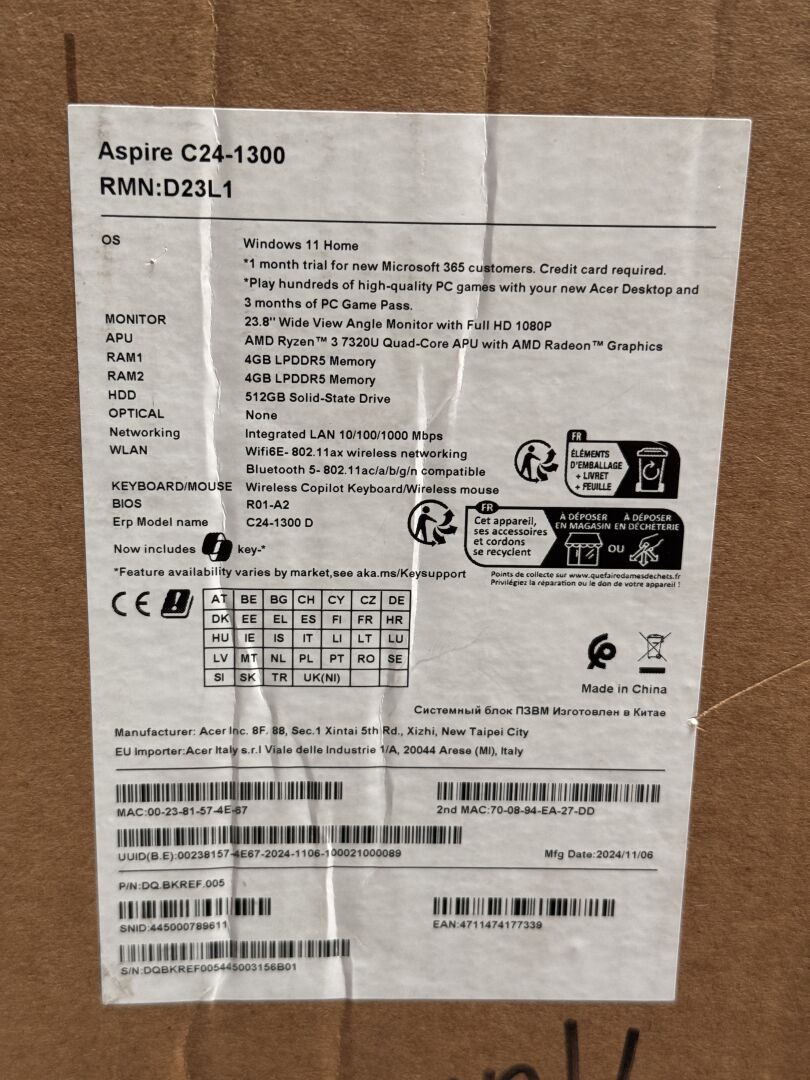 Aspire C24-1300
RMN:D23L1
OS Windows 11 Home
*1 month trial for new Microsoft 365 customers. Credit card required.
*Play hundreds of high-quality PC games with your new Acer Desktop and
3 months of PC Game Pass.
MONITOR 23.8" Wide View Angle Monitor with Full HD 1080P
APU AMD Ryzen™ 3 7320U Quad-Core APU with AMD Radeon™ Graphics
RAM1 4GB LPDDR5 Memory
RAM2 4GB LPDDR5 Memory
HDD 512GB Solid-State Drive
OPTICAL None
Networking Integrated LAN 10/100/1000 Mbps
WLAN Wifi6E- 802.11ax wireless networking
Bluetooth 5- 802.11ac/a/b/g/n compatible
KEYBOARD/MOUSE Wireless Copilot Keyboard/Wireless mouse
BIOS R01-A2
Erp Model name C24-1300 D
FR
ÉLÉMENTS
D'EMBALLAGE
+ LIVRET
+ FEUILLE
FR
Cet appareil,
ses accessoires
et cordons
se recyclent
À DÉPOSER
EN MAGASIN
OU
À DÉPOSER
EN DÉCHÈTERIE
Points de collecte sur www.quefairedemesdechets.fr
Privilégiez la réparation ou le don de votre appareil !
Now includes key-*
*Feature availability varies by market,see aka.ms/Keysupport
CE
AT BE BG CH CY CZ DE
DK EE EL ES FI FR HR
HU IE IS IT LI LT LU
LV MT NL PL PT RO SE
SI SK TR UK(NI)
Made in China
Системный блок ПЗВМ Изготовлен в Китае
Manufacturer: Acer Inc. 8F. 88, Sec.1 Xintai 5th Rd., Xizhi, New Taipei City
EU Importer:Acer Italy s.r.l Viale delle Industrie 1/A, 20044 Arese (MI), Italy
MAC:00-23-81-57-4E-67
2nd MAC:70-08-94-EA-27-DD
UUID(B.E):00238157-4E67-2024-1106-100021000089
Mfg Date:2024/11/06
P/N:DQ.BKREF.005
SNID:445000789611
EAN:4711474177339
S/N:DQBKREF005445003156B01